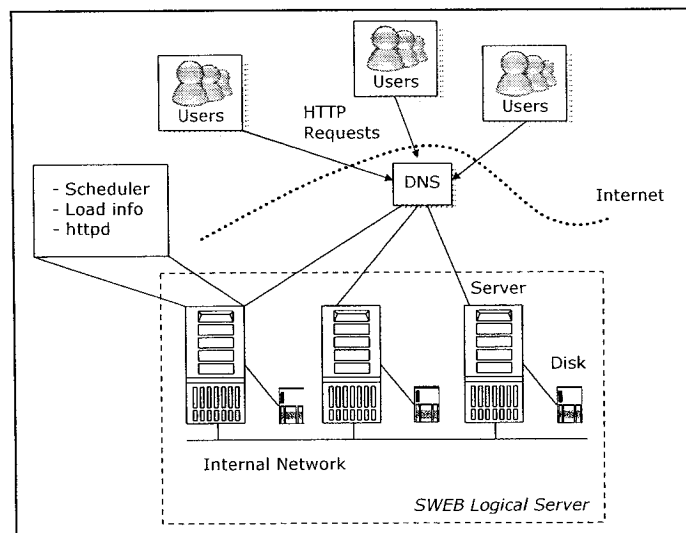 Users
Users
Users
HTTP
Requests
DNS
Internet
- Scheduler
- Load info
- httpd
Server
Disk
Internal Network
SWEB Logical Server